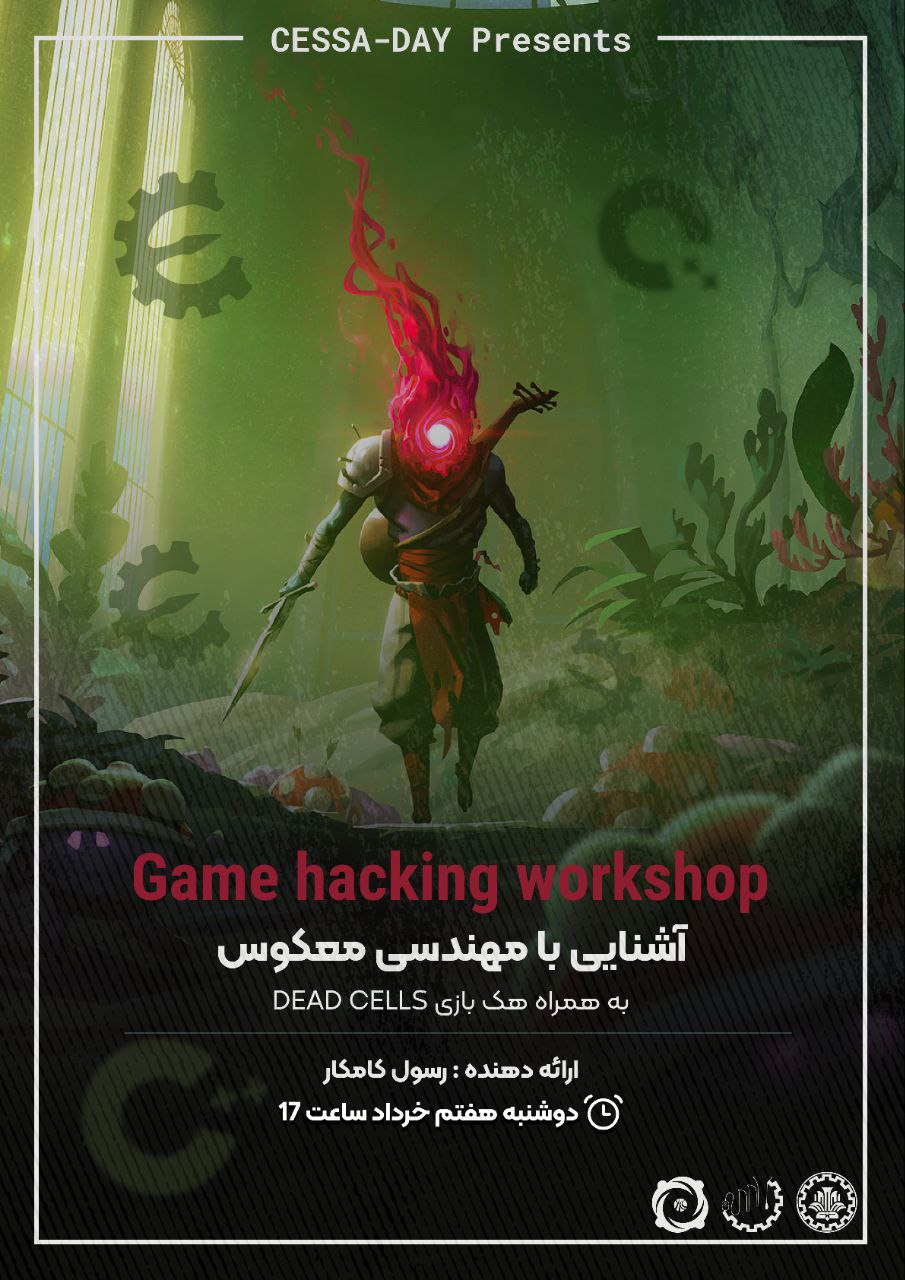 CESSA-DAY Presents
Game hacking workshop
آشنایی با مهندسی معکوس
به همراه هک بازی DEAD CELLS
ارائه دهنده : رسول کامکار
دوشنبه هفتم خرداد ساعت 17